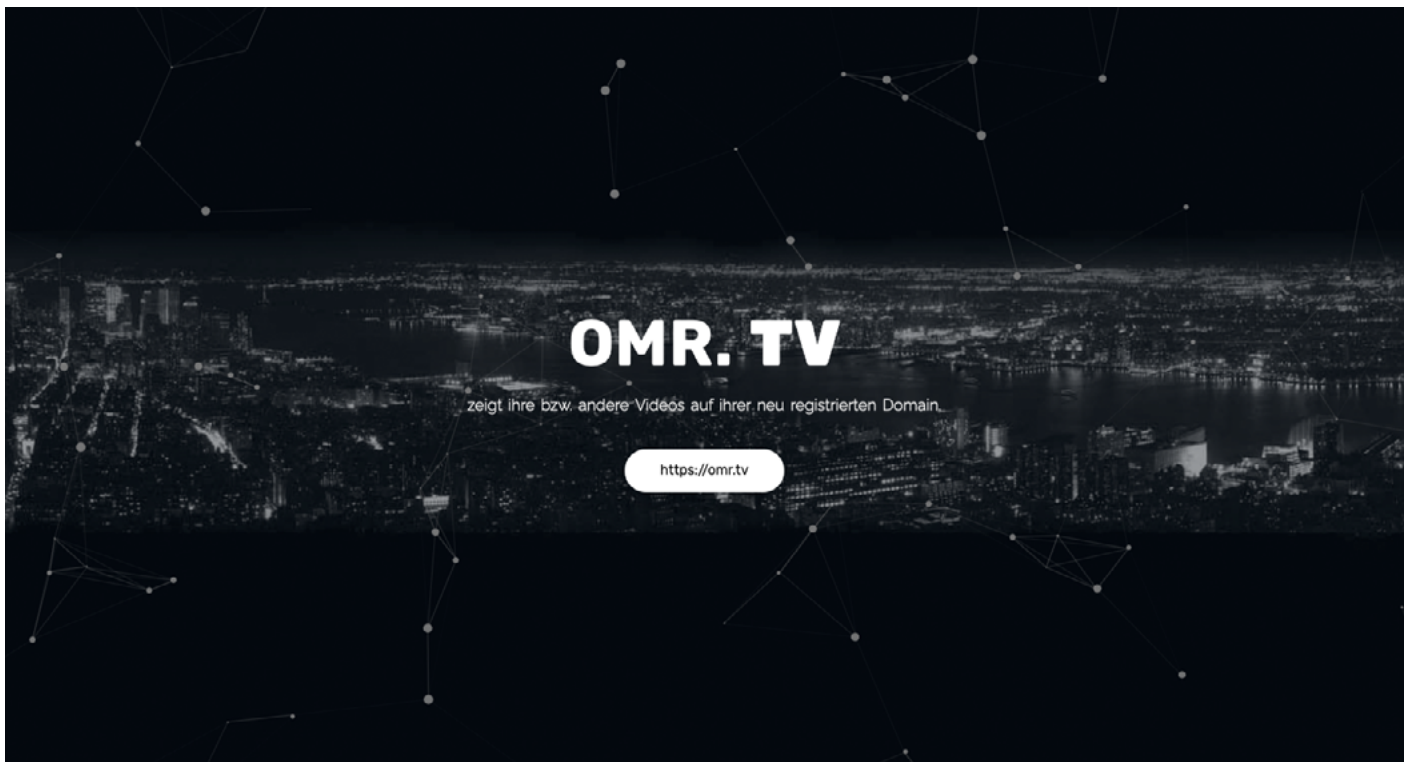 OMR. TV
zeigt ihre bzw. andere Videos auf ihrer neu registrierten Domain.
https://omr.tv